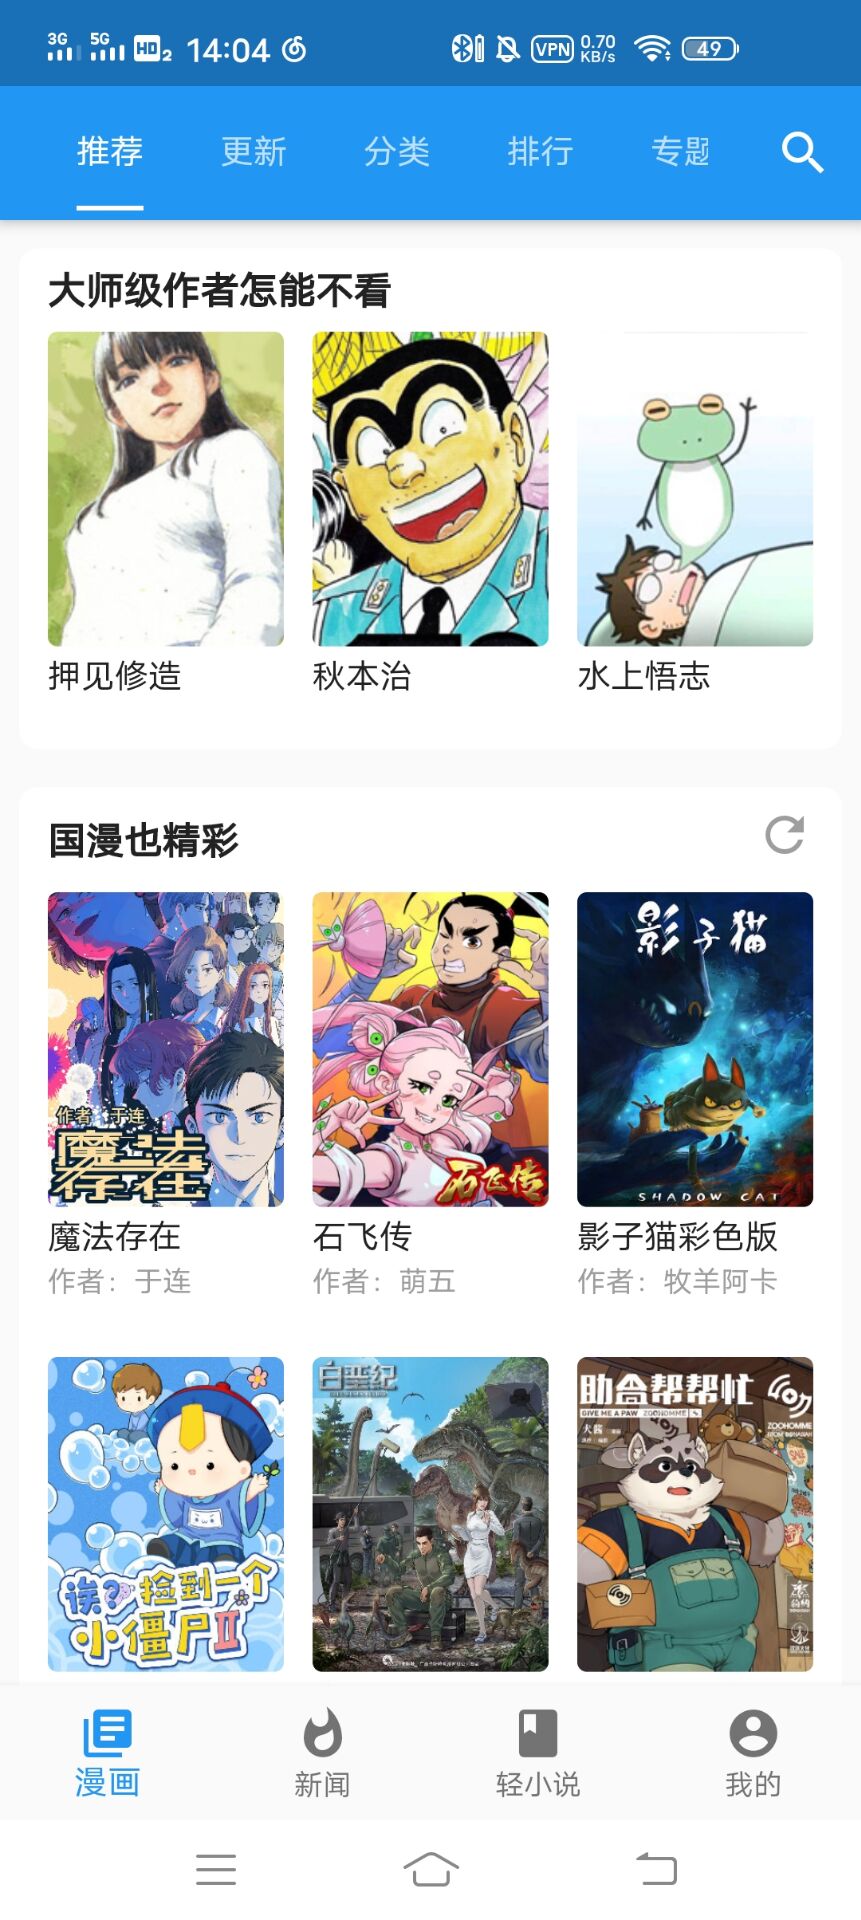 3G 5G HD 2 14:04 VPN 0.70 KB/s 49
推荐 更新 分类 排行 专题
大师级作者怎能不看
押见修造 秋本治 水上悟志
国漫也精彩
影子猫
作者:于连
魔法存在
石飞传
SHADOW CAT
魔法存在 石飞传 影子猫彩色版
作者：于连 作者：萌五 作者：牧羊阿卡
白垩纪
助合帮帮忙
GIVE ME A PAW ZOOHOMME
ZOOHOMME
犬酱
诶?捡到一个
小僵尸II
漫画 新闻 轻小说 我的